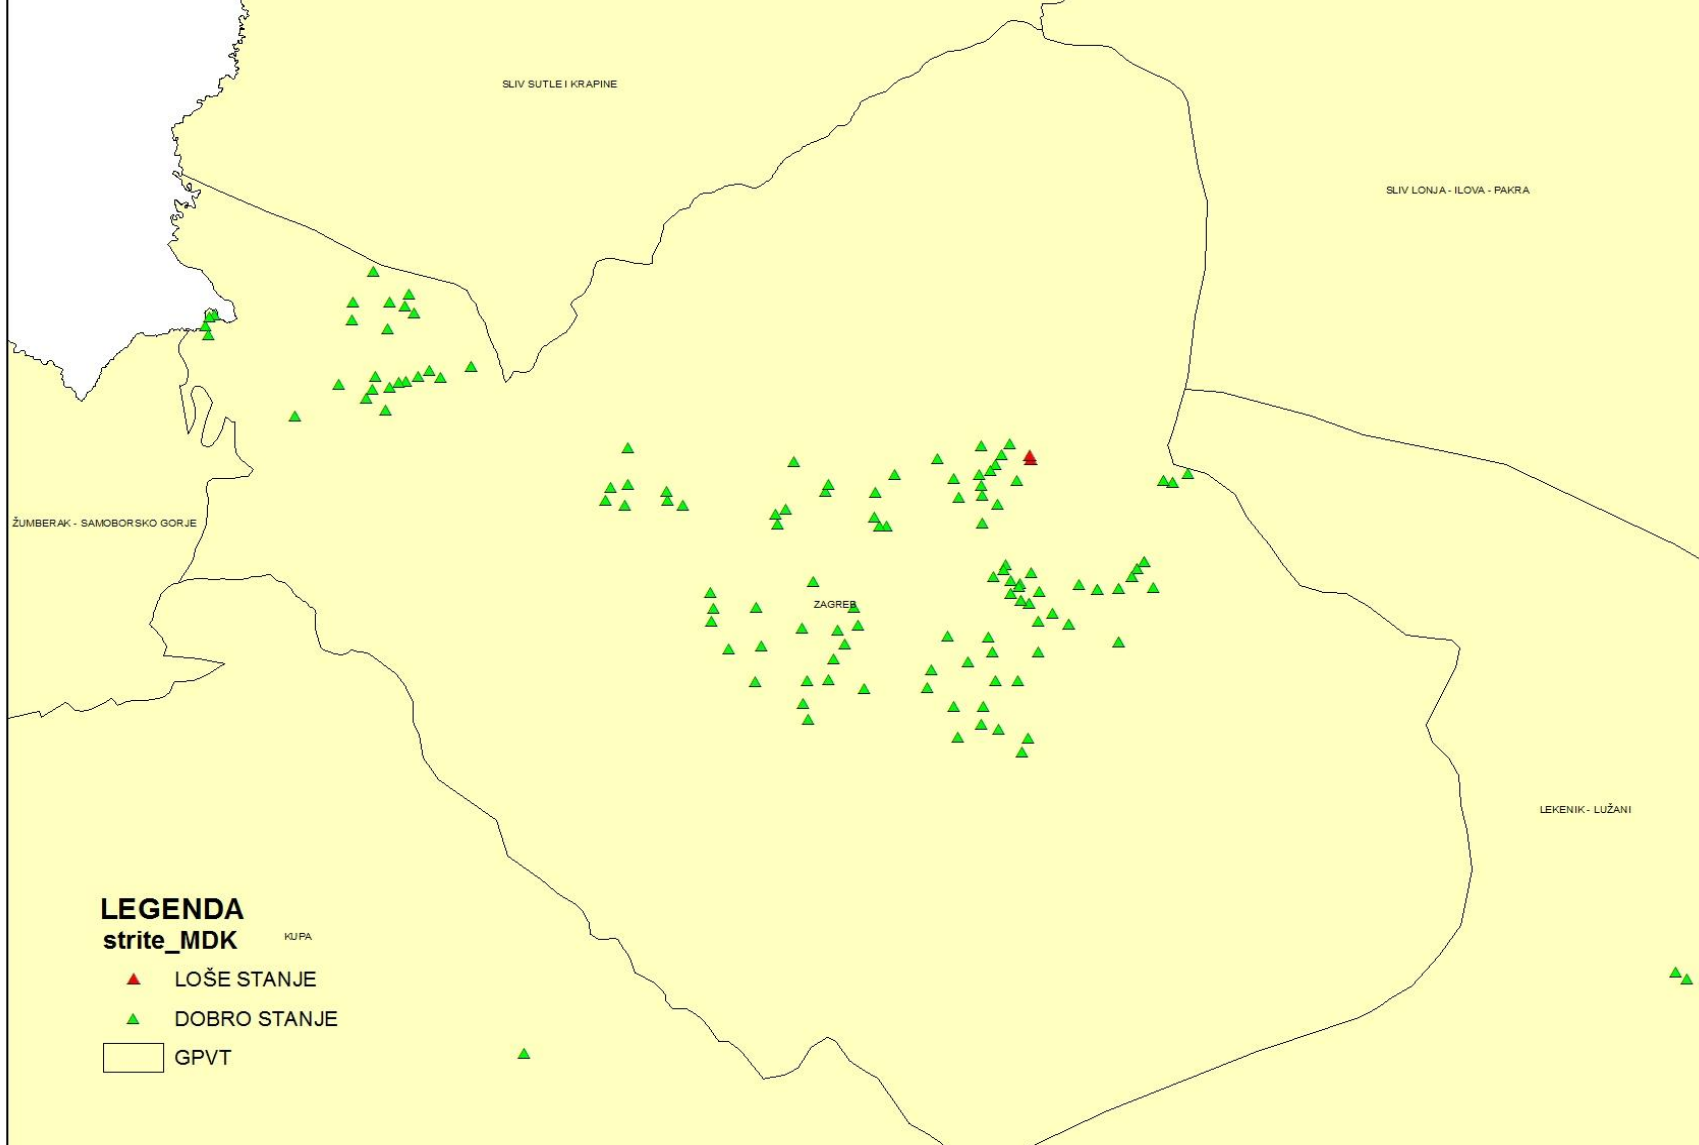 SLIV SUTLE I KRAPINE
SLIV LONJA - ILOVA - PAKRA
ŽUMBERAK - SAMOBORSKO GORJE
ZAGREB
LEKENIK - LUŽANI
LEGENDA
strite_MDK
KUPA
LOŠE STANJE
DOBRO STANJE
GPVT